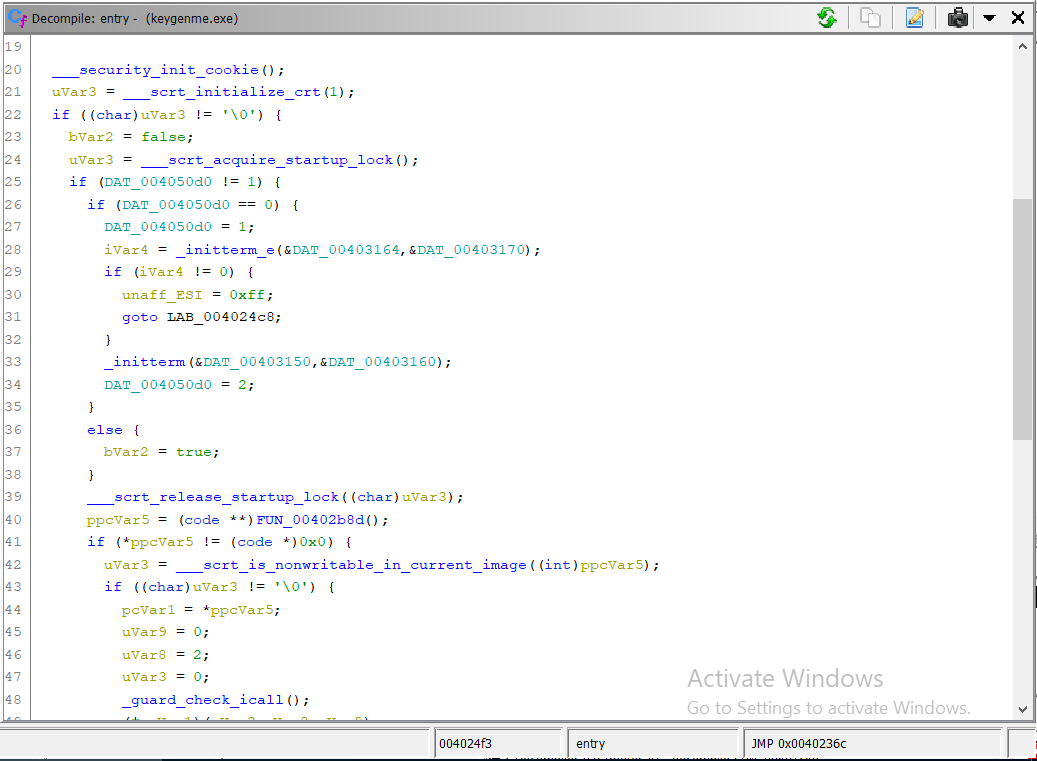 Decompile: entry - (keygenme.exe)
19
20 ___security_init_cookie();
21 uVar3 = ___scrt_initialize_crt(1);
22 if ((char)uVar3 != '\0') {
23 bVar2 = false;
24 uVar3 = ___scrt_acquire_startup_lock();
25 if (DAT_004050d0 != 1) {
26 if (DAT_004050d0 == 0) {
27 DAT_004050d0 = 1;
28 iVar4 = _initterm_e(&DAT_00403164,&DAT_00403170);
29 if (iVar4 != 0) {
30 unaff_ESI = 0xff;
31 goto LAB_004024c8;
32 }
33 _initterm(&DAT_00403150,&DAT_00403160);
34 DAT_004050d0 = 2;
35 }
36 else {
37 bVar2 = true;
38 }
39 ___scrt_release_startup_lock((char)uVar3);
40 ppcVar5 = (code **)FUN_00402b8d();
41 if (*ppcVar5 != (code *)0x0) {
42 uVar3 = ___scrt_is_nonwritable_in_current_image((int)ppcVar5);
43 if ((char)uVar3 != '\0') {
44 pcVar1 = *ppcVar5;
45 uVar9 = 0;
46 uVar8 = 2;
47 uVar3 = 0;
48 _guard_check_icall();
Activate Windows
Go to Settings to activate Windows.
004024f3 entry JMP 0x0040236c